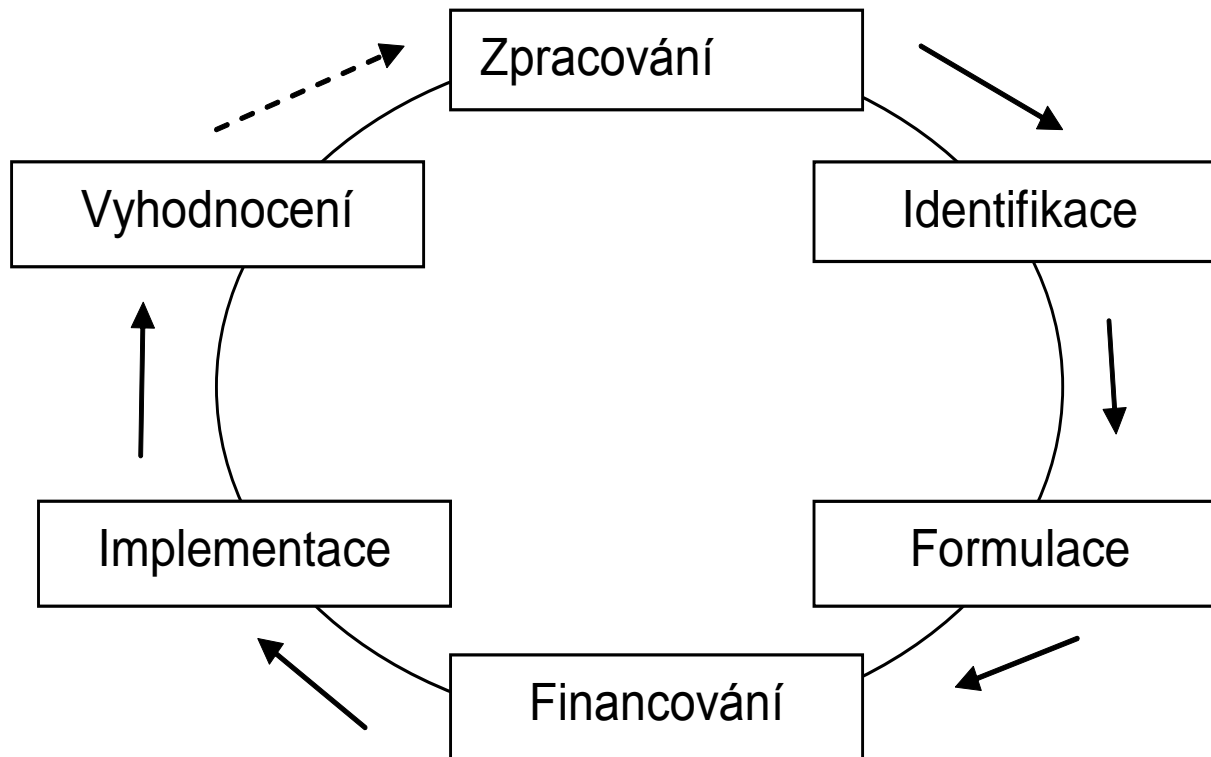 Zpracování
Identifikace
Formulace
Financování
Implementace
Vyhodnocení